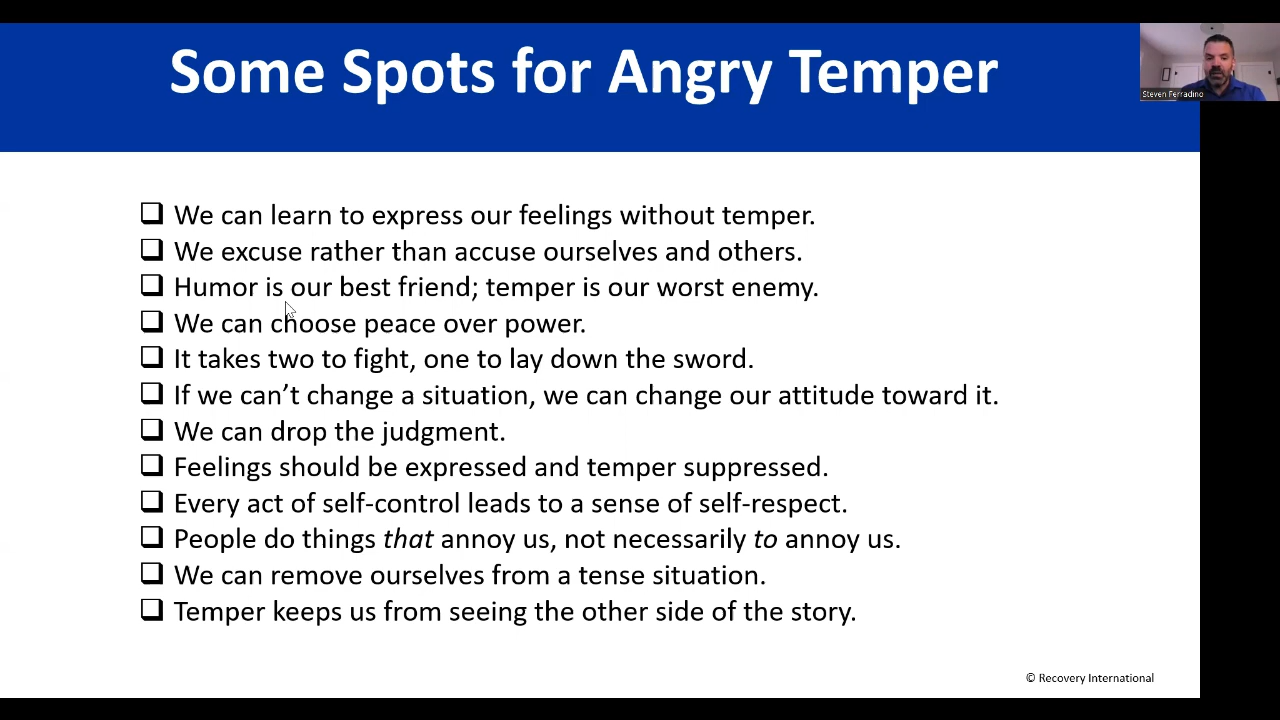 Some Spots for Angry Temper
Steven Ferradino
We can learn to express our feelings without temper.
We excuse rather than accuse ourselves and others.
Humor is our best friend; temper is our worst enemy.
We can choose peace over power.
It takes two to fight, one to lay down the sword.
If we can’t change a situation, we can change our attitude toward it.
We can drop the judgment.
Feelings should be expressed and temper suppressed.
Every act of self-control leads to a sense of self-respect.
People do things that annoy us, not necessarily to annoy us.
We can remove ourselves from a tense situation.
Temper keeps us from seeing the other side of the story.
© Recovery International